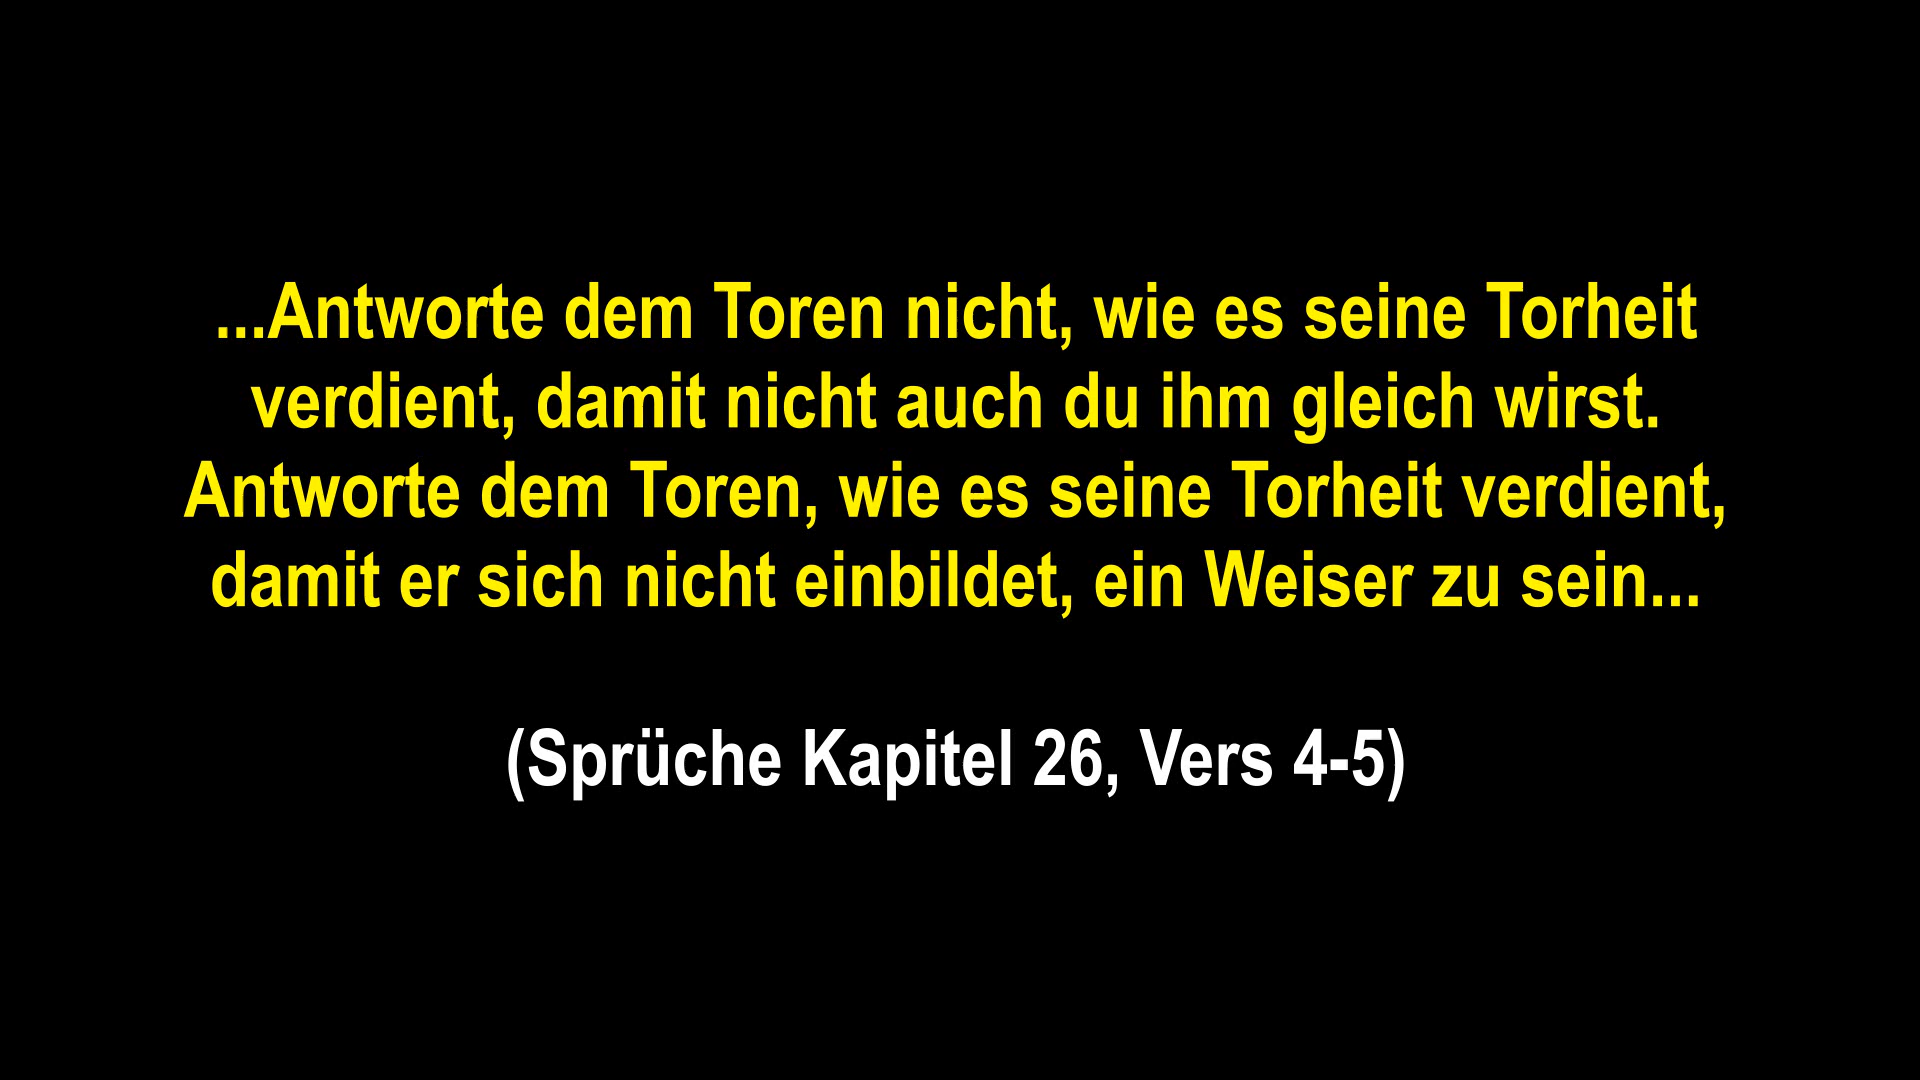 ...Antworte dem Toren nicht, wie es seine Torheit
verdient, damit nicht auch du ihm gleich wirst.
Antworte dem Toren, wie es seine Torheit verdient,
damit er sich nicht einbildet, ein Weiser zu sein...
(Sprüche Kapitel 26, Vers 4-5)